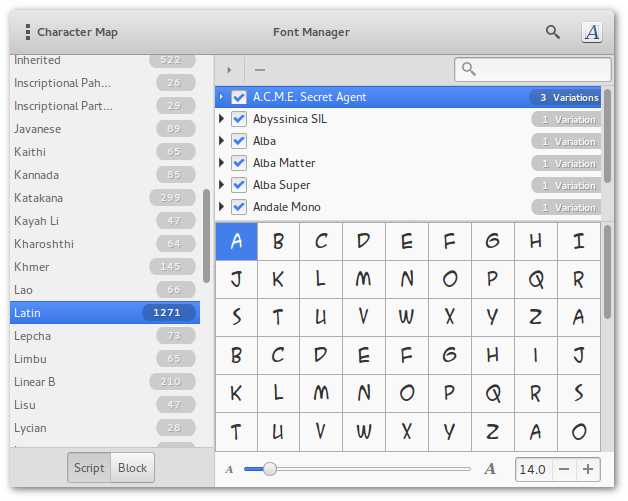 Character Map
Font Manager
A
Inherited 522
Inscriptional Pah... 26
Inscriptional Part... 29
Javanese 89
Kaithi 65
Kannada 85
Katakana 299
Kayah Li 47
Kharoshthi 64
Khmer 145
Lao 66
Latin 1271
Lepcha 73
Limbu 65
Linear B 210
Lisu 47
Lycian 28
Script Block
A.C.M.E. Secret Agent 3 Variations
Abyssinica SIL 1 Variation
Alba 1 Variation
Alba Matter 1 Variation
Alba Super 1 Variation
Andale Mono 1 Variation
A B C D E F G H I
J K L M N O P Q R
S T U V W X Y Z A
B C D E F G H I J
K L M N O P Q R S
T U V W X Y Z A O
A A 14.0